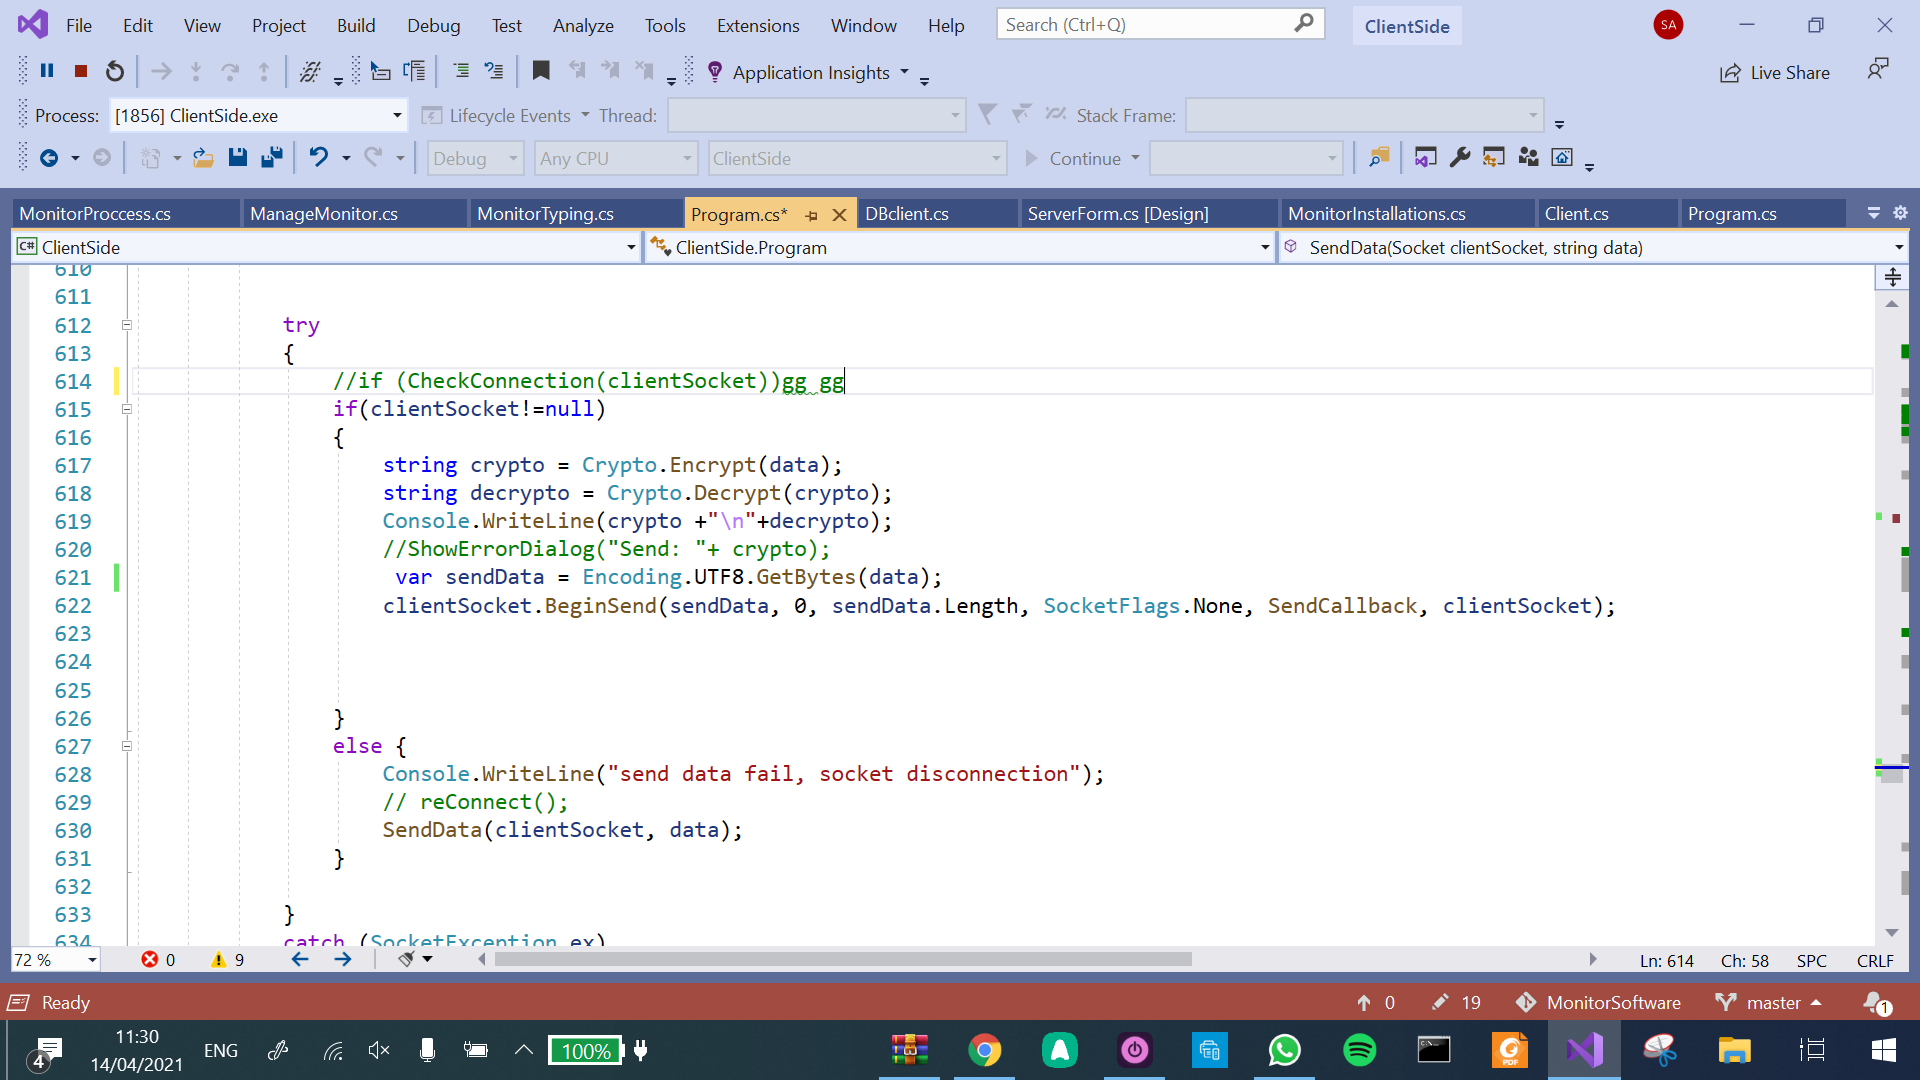 File Edit View Project Build Debug Test Analyze Tools Extensions Window Help Search (Ctrl+Q) ClientSide SA
Application Insights Live Share
Process: [1856] ClientSide.exe Lifecycle Events Thread: Stack Frame:
Debug Any CPU ClientSide Continue
MonitorProccess.cs ManageMonitor.cs MonitorTyping.cs Program.cs* DBclient.cs ServerForm.cs [Design] MonitorInstallations.cs Client.cs Program.cs
C# ClientSide ClientSide.Program SendData(Socket clientSocket, string data)
610
611
612 try
613 {
614 //if (CheckConnection(clientSocket))gg gg
615 if(clientSocket!=null)
616 {
617 string crypto = Crypto.Encrypt(data);
618 string decrypto = Crypto.Decrypt(crypto);
619 Console.WriteLine(crypto +"\n"+decrypto);
620 //ShowErrorDialog("Send: "+ crypto);
621 var sendData = Encoding.UTF8.GetBytes(data);
622 clientSocket.BeginSend(sendData, 0, sendData.Length, SocketFlags.None, SendCallback, clientSocket);
623
624
625
626 }
627 else {
628 Console.WriteLine("send data fail, socket disconnection");
629 // reConnect();
630 SendData(clientSocket, data);
631 }
632
633 }
634 catch (SocketException ex)
72 % 0 9 Ln: 614 Ch: 58 SPC CRLF
Ready 0 19 MonitorSoftware master 1
4 11:30 ENG 100% PDF
14/04/2021